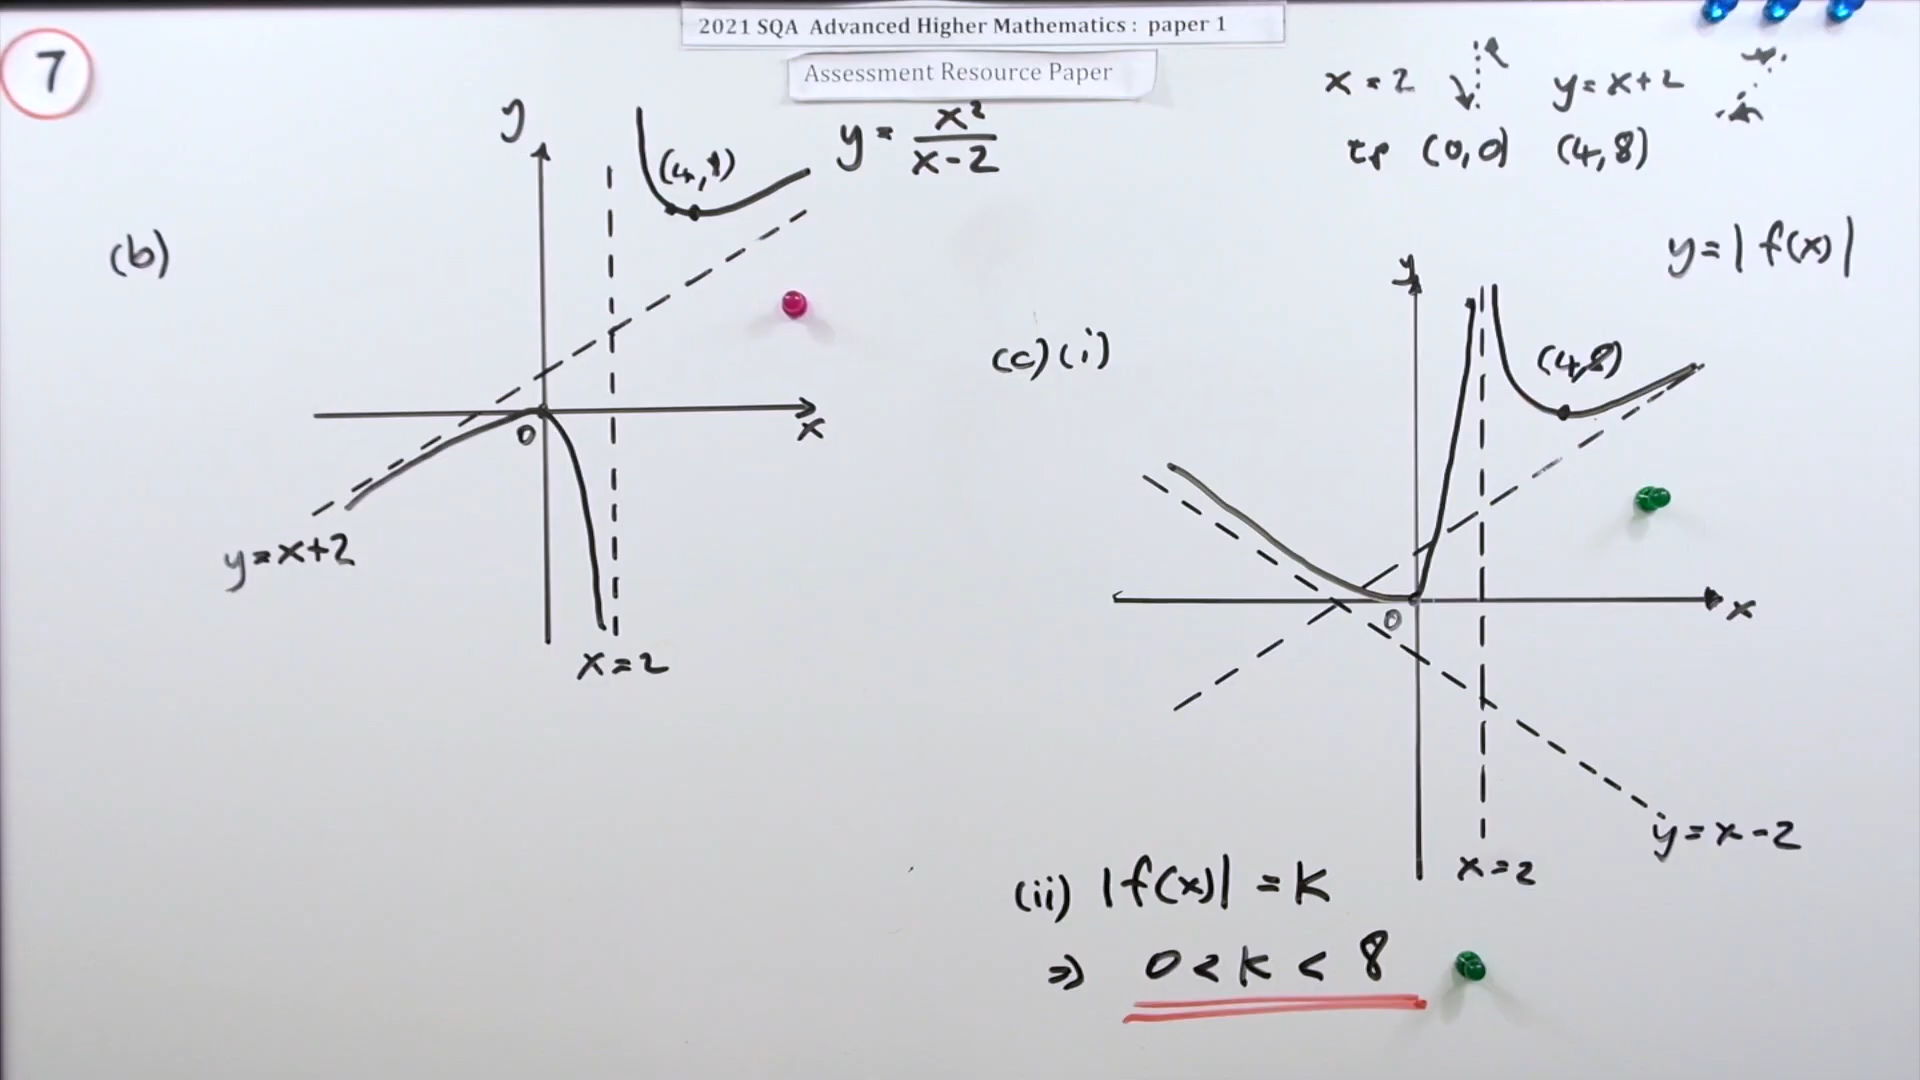 2021 SQA Advanced Higher Mathematics : paper 1
Assessment Resource Paper
7
x = 2 y = x+2
tp (0,0) (4,8)
y
(4,8)
y = x²/(x-2)
(b)
0
x
y=x+2
x=2
y=|f(x)|
(c)(i)
y
(4,8)
0
x
y=x-2
x=2
(ii) |f(x)| = K
⇒ 0 < K < 8